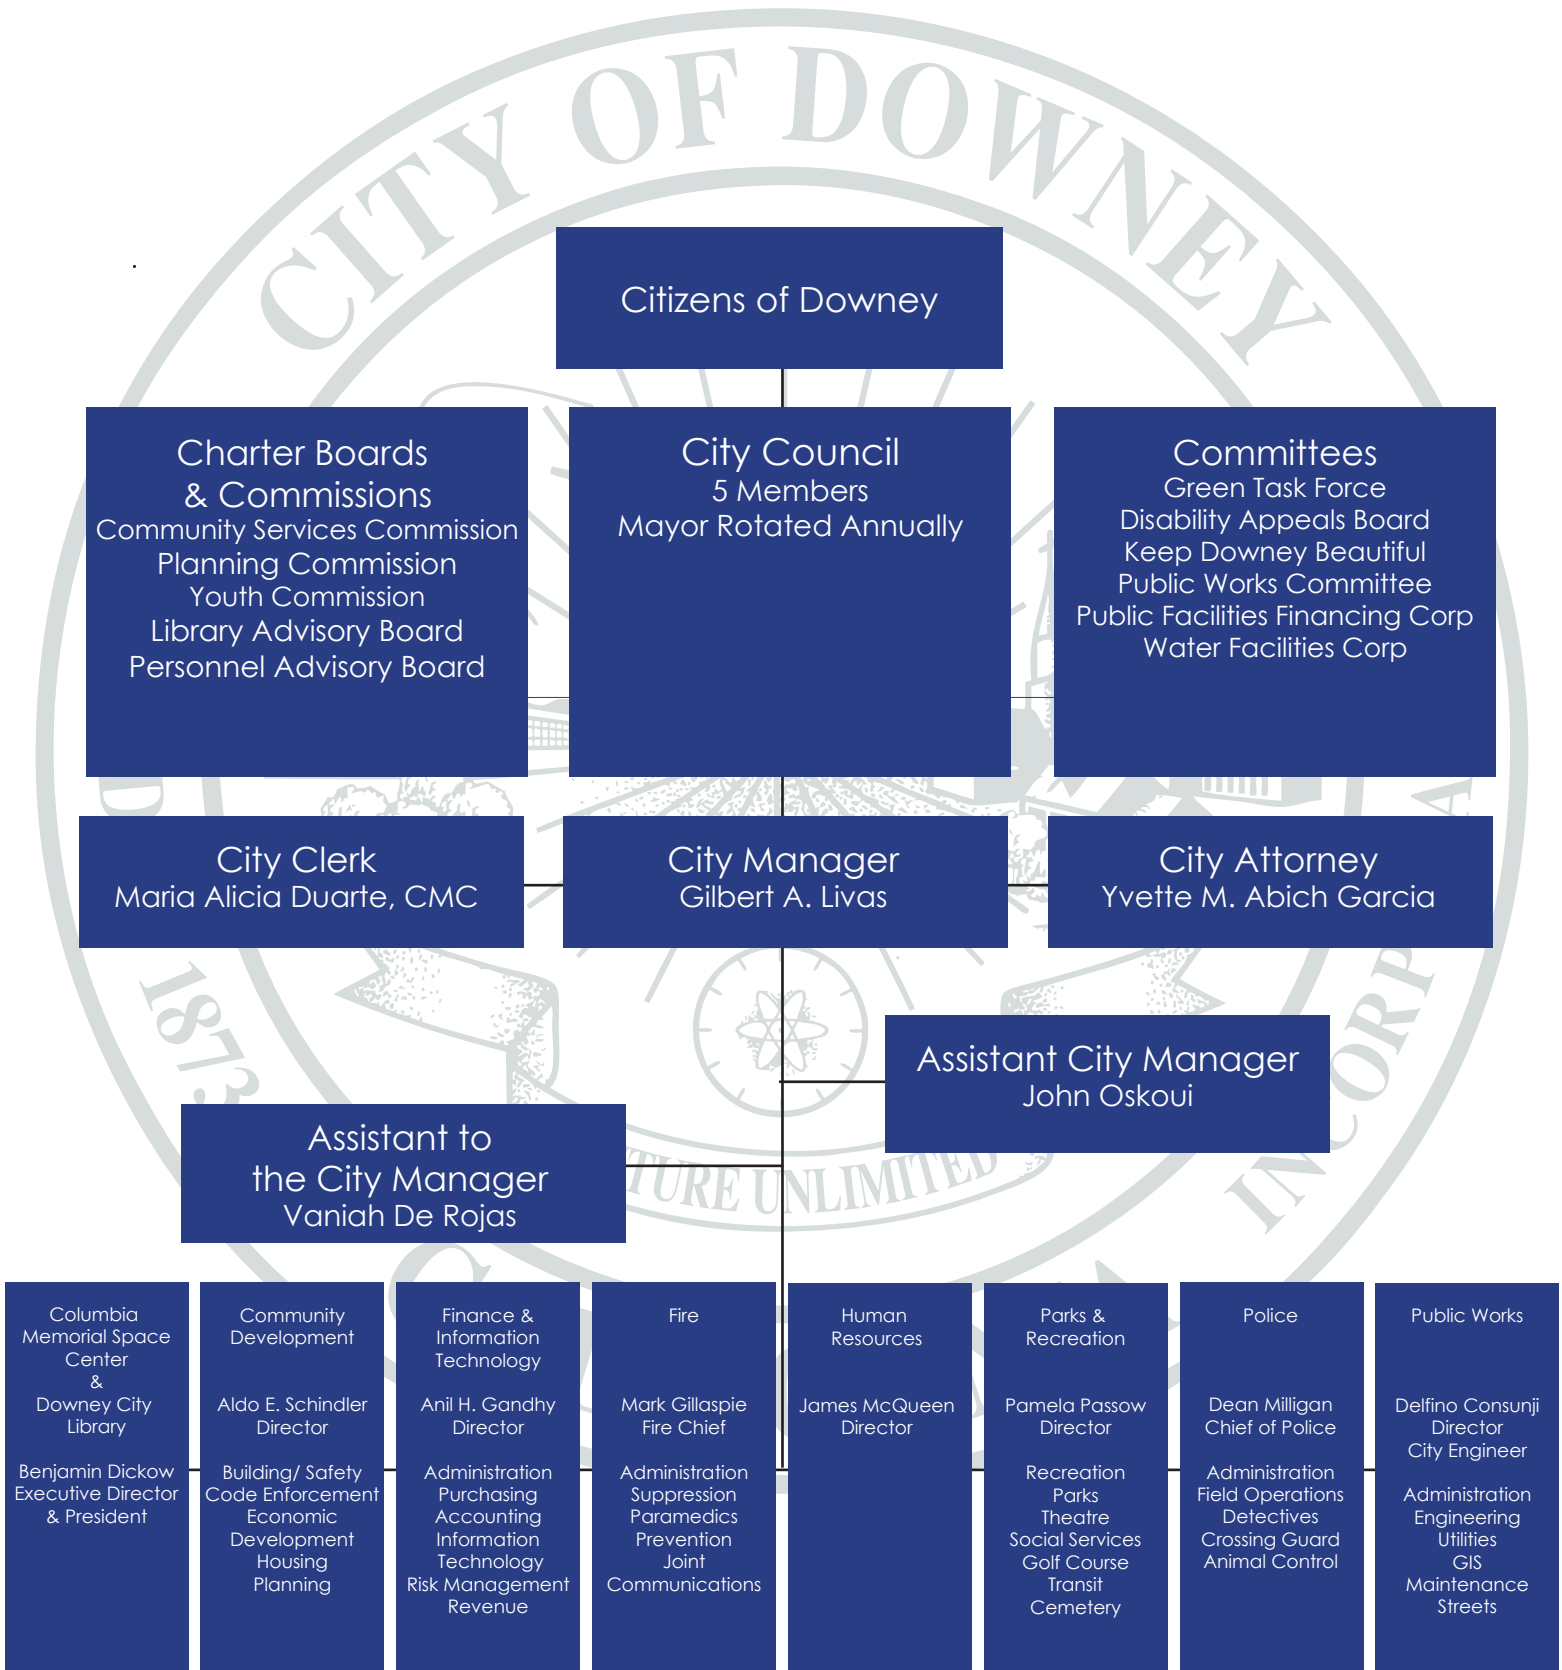 CITY OF DOWNEY
Citizens of Downey
Charter Boards
& Commissions
Community Services Commission
Planning Commission
Youth Commission
Library Advisory Board
Personnel Advisory Board
City Council
5 Members
Mayor Rotated Annually
Committees
Green Task Force
Disability Appeals Board
Keep Downey Beautiful
Public Works Committee
Public Facilities Financing Corp
Water Facilities Corp
City Clerk
Maria Alicia Duarte, CMC
City Manager
Gilbert A. Livas
City Attorney
Yvette M. Abich Garcia
1873
Assistant City Manager
John Oskoui
Assistant to
the City Manager
Vaniah De Rojas
UNLIMITED
Columbia
Memorial Space
Center
&
Downey City
Library
Benjamin Dickow
Executive Director
& President
Community
Development
Aldo E. Schindler
Director
Building/ Safety
Code Enforcement
Economic
Development
Housing
Planning
Finance &
Information
Technology
Anil H. Gandhy
Director
Administration
Purchasing
Accounting
Information
Technology
Risk Management
Revenue
Fire
Mark Gillaspie
Fire Chief
Administration
Suppression
Paramedics
Prevention
Joint
Communications
Human
Resources
James McQueen
Director
Parks &
Recreation
Pamela Passow
Director
Recreation
Parks
Theatre
Social Services
Golf Course
Transit
Cemetery
Police
Dean Milligan
Chief of Police
Administration
Field Operations
Detectives
Crossing Guard
Animal Control
Public Works
Delfino Consunji
Director
City Engineer
Administration
Engineering
Utilities
GIS
Maintenance
Streets